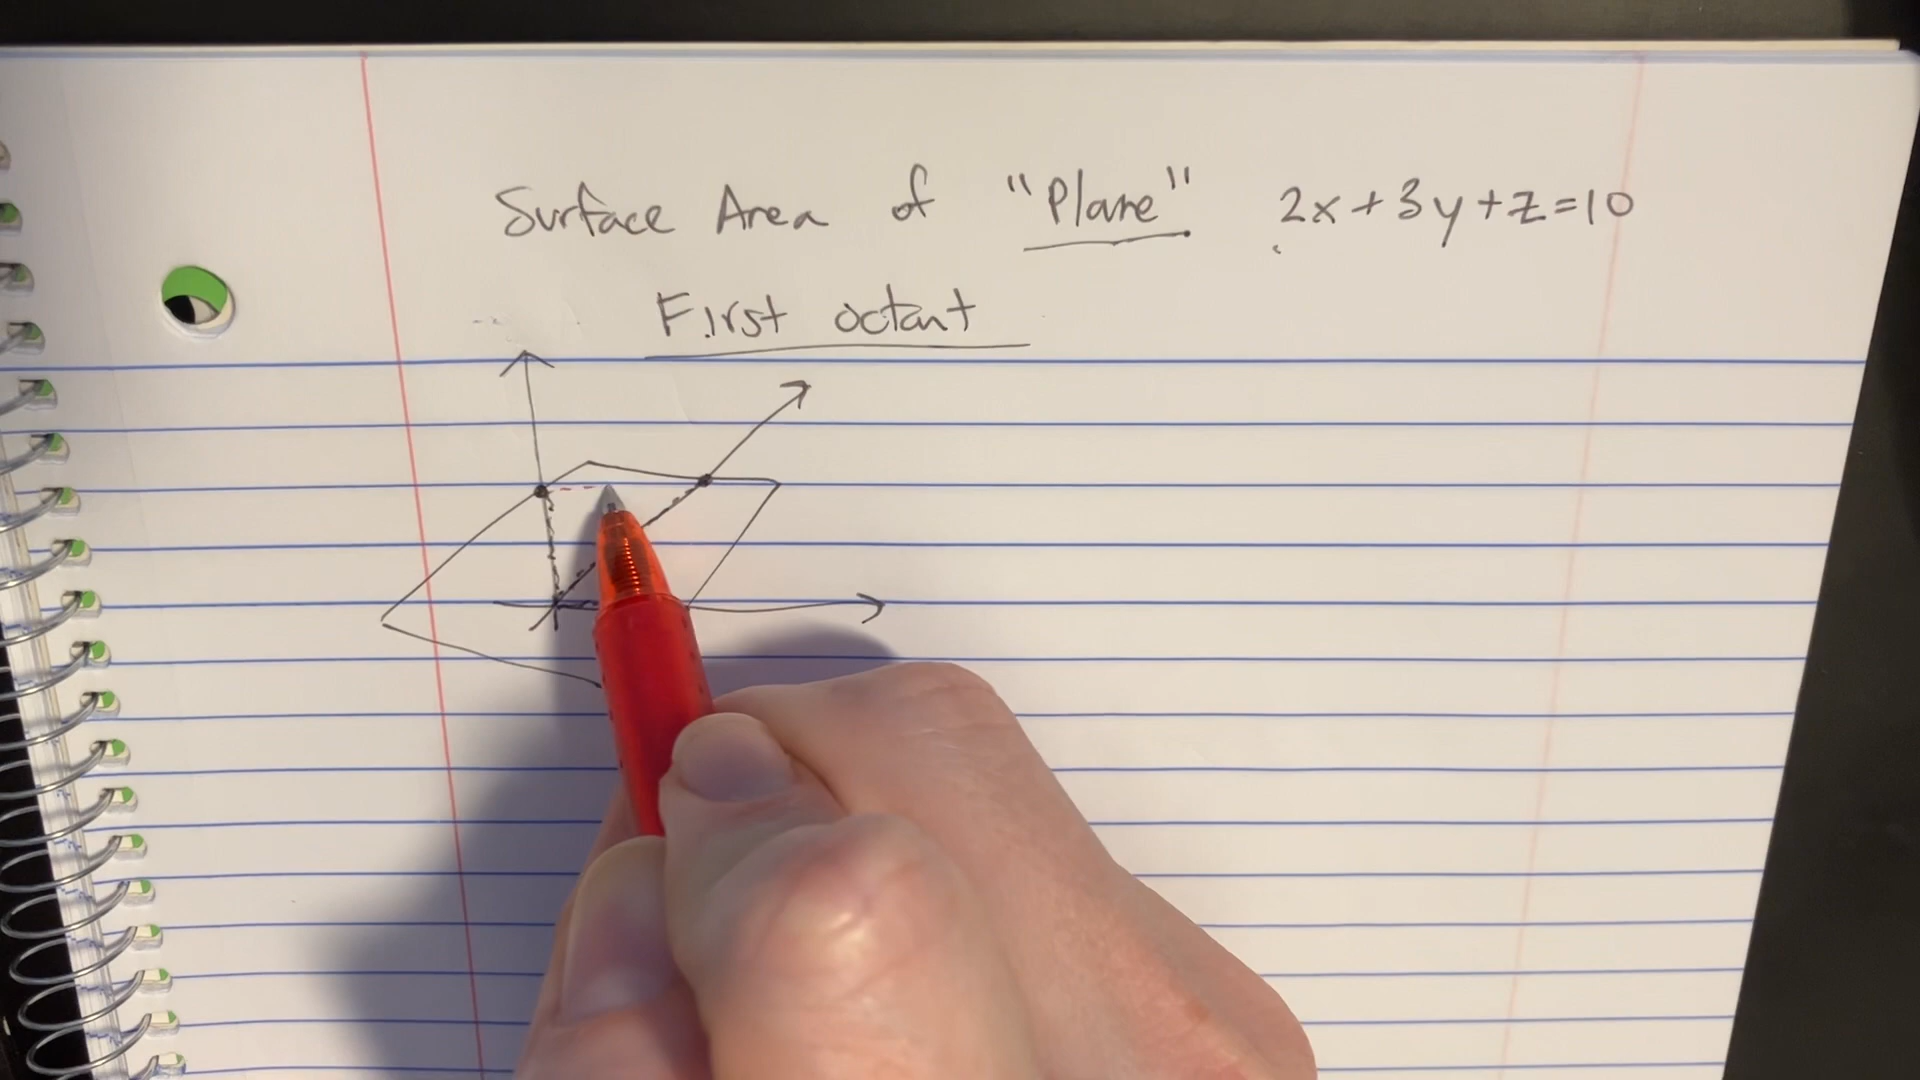 Surface Area of "Plane" 2x+3y+z=10
First octant